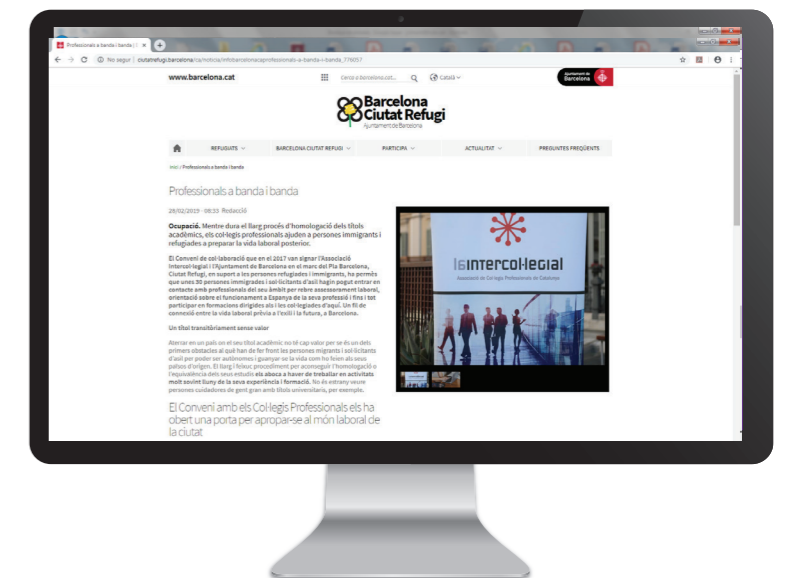 Professionals a banda i banda | C
No segur | ciutatrefugi.barcelona/ca/noticia/infobarcelonacaprofessionals-a-banda-i-banda_776057
www.barcelona.cat
Cerca a barcelona.cat...
Català
Ajuntament de
Barcelona
Barcelona
Ciutat Refugi
Ajuntament de Barcelona
REFUGIATS
BARCELONA CIUTAT REFUGI
PARTICIPA
ACTUALITAT
PREGUNTES FREQÜENTS
Inici / Professionals a banda i banda
Professionals a banda i banda
28/02/2019 - 08:33 Redacció
Ocupació. Mentre dura el llarg procés d'homologació dels títols
acadèmics, els col·legis professionals ajuden a persones immigrants i
refugiades a preparar la vida laboral posterior.
El Conveni de col·laboració que en el 2017 van signar l'Associació
Intercol·legial i l'Ajuntament de Barcelona en el marc del Pla Barcelona,
Ciutat Refugi, en suport a les persones refugiades i immigrants, ha permès
que unes 30 persones immigrades i sol·licitants d'asil hagin pogut entrar en
contacte amb professionals del seu àmbit per rebre assessorament laboral,
orientació sobre el funcionament a Espanya de la seva professió i fins i tot
participar en formacions dirigides als i les col·legiades d'aquí. Un fil de
connexió entre la vida laboral prèvia a l'exili i la futura, a Barcelona.
Un títol transitòriament sense valor
Aterrar en un país on el seu títol acadèmic no té cap valor per se és un dels
primers obstacles al què han de fer front les persones migrants i sol·licitants
d'asil per poder ser autònomes i guanyar-se la vida com ho feien als seus
països d'origen. El llarg i feixuc procediment per aconseguir l'homologació o
l'equivalència dels seus estudis els aboca a haver de treballar en activitats
molt sovint lluny de la seva experiència i formació. No és estrany veure
persones cuidadores de gent gran amb títols universitaris, per exemple.
El Conveni amb els Col·legis Professionals els ha
obert una porta per apropar-se al món laboral de
la ciutat
laintercol·legial
Associació de Col·legis Professionals de Catalunya